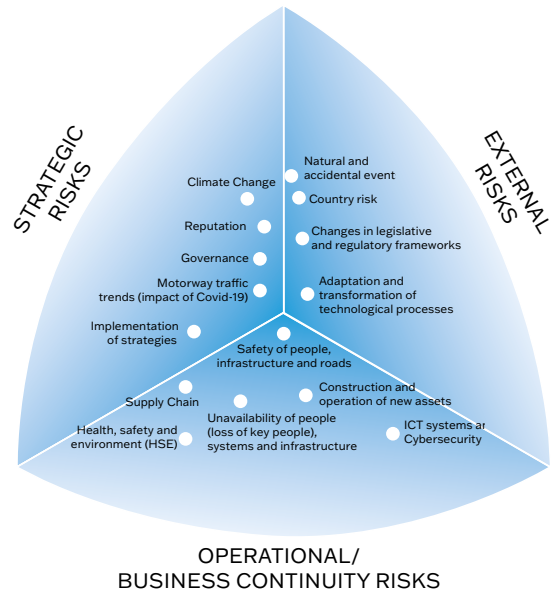 STRATEGIC
RISKS
EXTERNAL
RISKS
Natural and
accidental event
Climate Change
Country risk
Reputation
Changes in legislative
and regulatory frameworks
Governance
Motorway traffic
trends (impact of Covid-19)
Adaptation and
transformation of
technological processes
Implementation
of strategies
Safety of people,
infrastructure and roads
Supply Chain
Construction and
operation of new assets
Unavailability of people
(loss of key people),
systems and infrastructure
Health, safety and
environment (HSE)
ICT systems
Cybersecurity
OPERATIONAL/
BUSINESS CONTINUITY RISKS